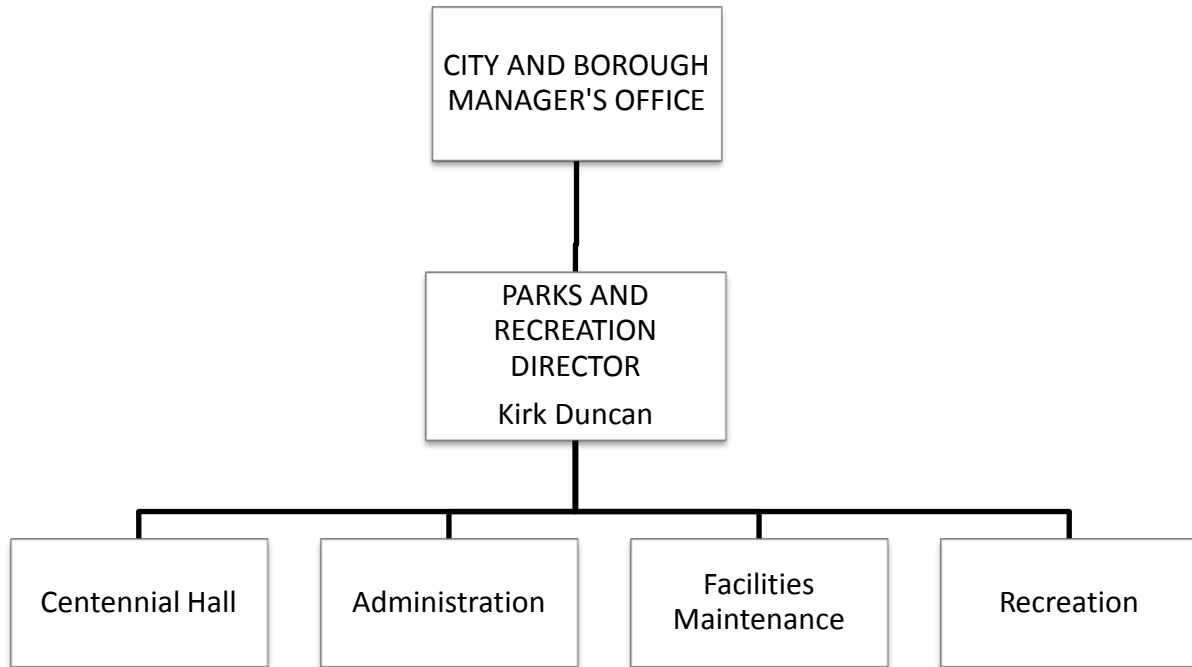 CITY AND BOROUGH
MANAGER'S OFFICE
PARKS AND
RECREATION
DIRECTOR
Kirk Duncan
Centennial Hall
Administration
Facilities
Maintenance
Recreation